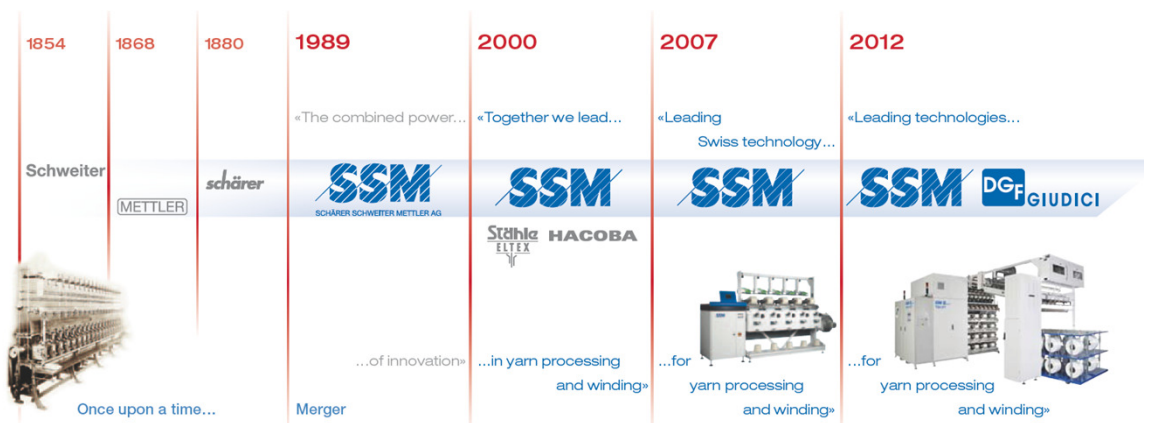 1854
1868
1880
1989
2000
2007
2012
«The combined power...
«Together we lead...
«Leading
Swiss technology...
«Leading technologies...
Schweiter
METTLER
schärer
SSM
SCHÄRER SCHWEITER METTLER AG
SSM
SSM
SSM
DGF
GIUDICI
Stähle
ELTEX
HACOBA
...of innovation»
...in yarn processing
and winding»
...for
yarn processing
and winding»
...for
yarn processing
and winding»
Once upon a time...
Merger